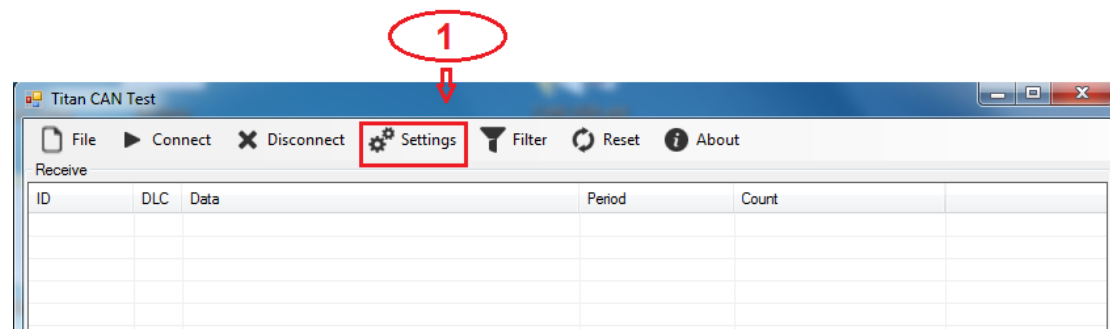 1
Titan CAN Test
File Connect Disconnect Settings Filter Reset About
Receive
ID DLC Data Period Count